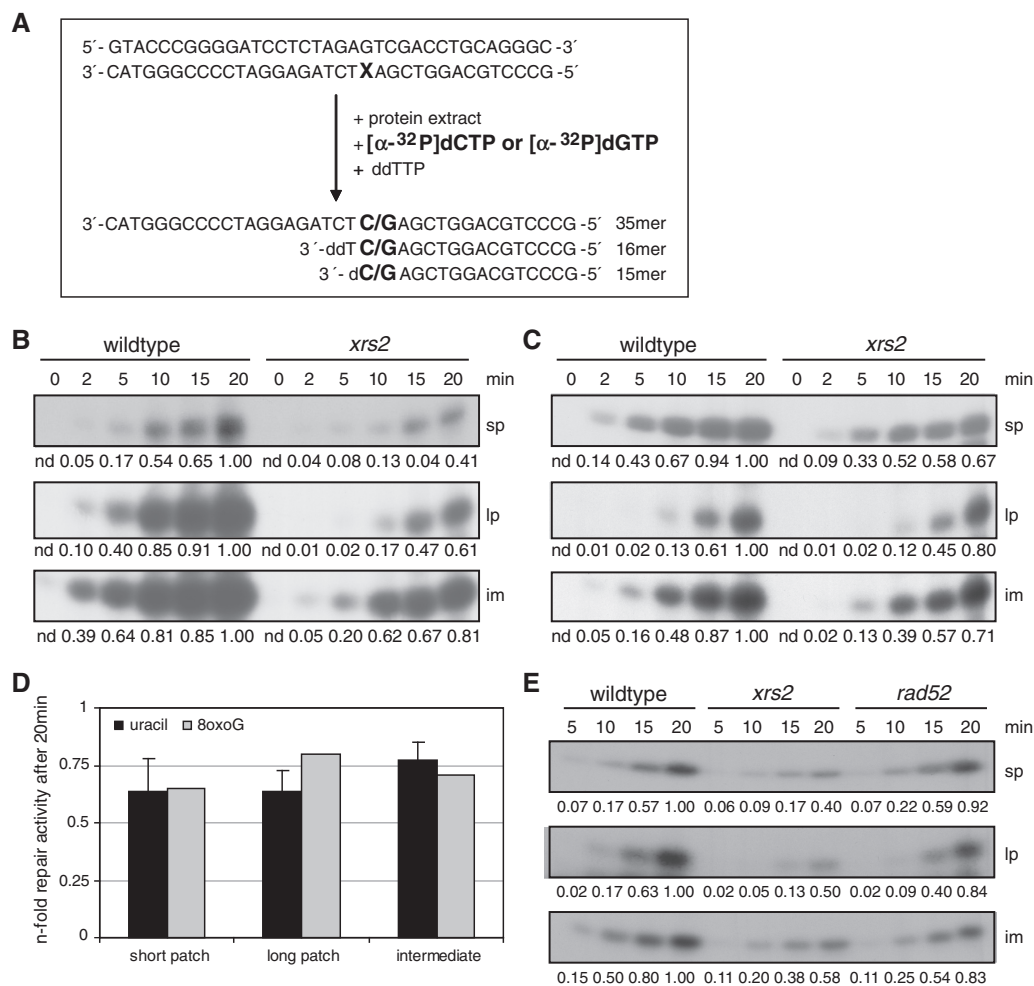 A
5´- GTACCCGGGGATCCTCTAGAGTCGACCTGCAGGGC -3´
3´- CATGGGCCCCTAGGAGATCTXAGCTGGACGTCCCG -5´
+ protein extract
+[α-³²P]dCTP or [α-³²P]dGTP
+ ddTTP
3´-CATGGGCCCCTAGGAGATCT C/G AGCTGGACGTCCCG -5´ 35mer
3´-ddT C/G AGCTGGACGTCCCG -5´ 16mer
3´- dC/G AGCTGGACGTCCCG -5´ 15mer
B
wildtype xrs2
0 2 5 10 15 20 0 2 5 10 15 20 min
sp
nd 0.05 0.17 0.54 0.65 1.00 nd 0.04 0.08 0.13 0.04 0.41
lp
nd 0.10 0.40 0.85 0.91 1.00 nd 0.01 0.02 0.17 0.47 0.61
im
nd 0.39 0.64 0.81 0.85 1.00 nd 0.05 0.20 0.62 0.67 0.81
C
wildtype xrs2
0 2 5 10 15 20 0 2 5 10 15 20 min
sp
nd 0.14 0.43 0.67 0.94 1.00 nd 0.09 0.33 0.52 0.58 0.67
lp
nd 0.01 0.02 0.13 0.61 1.00 nd 0.01 0.02 0.12 0.45 0.80
im
nd 0.05 0.16 0.48 0.87 1.00 nd 0.02 0.13 0.39 0.57 0.71
D
n-fold repair activity after 20min
1
0.75
0.5
0.25
0
uracil 8oxoG
short patch long patch intermediate
E
wildtype xrs2 rad52
5 10 15 20 5 10 15 20 5 10 15 20 min
sp
0.07 0.17 0.57 1.00 0.06 0.09 0.17 0.40 0.07 0.22 0.59 0.92
lp
0.02 0.17 0.63 1.00 0.02 0.05 0.13 0.50 0.02 0.09 0.40 0.84
im
0.15 0.50 0.80 1.00 0.11 0.20 0.38 0.58 0.11 0.25 0.54 0.83